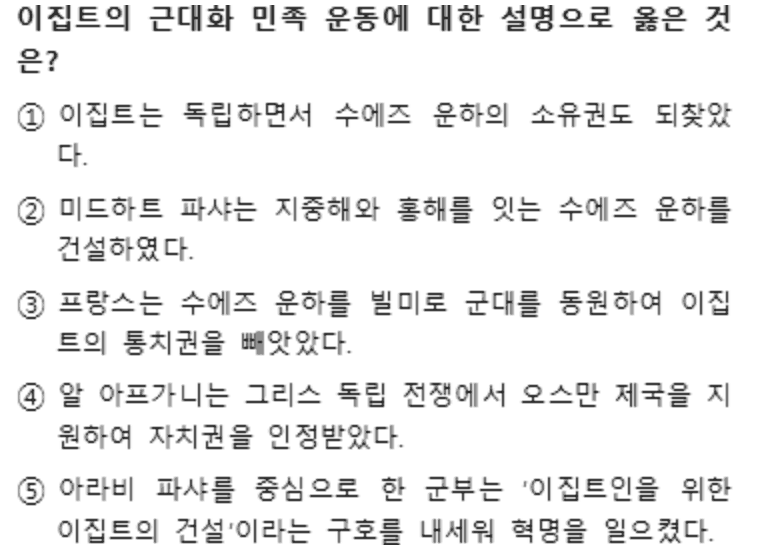 이집트의 근대화 민족 운동에 대한 설명으로 옳은 것
은?
① 이집트는 독립하면서 수에즈 운하의 소유권도 되찾았
다.
② 미드하트 파샤는 지중해와 홍해를 잇는 수에즈 운하를
건설하였다.
③ 프랑스는 수에즈 운하를 빌미로 군대를 동원하여 이집
트의 통치권을 빼앗았다.
④ 알 아프가니는 그리스 독립 전쟁에서 오스만 제국을 지
원하여 자치권을 인정받았다.
⑤ 아라비 파샤를 중심으로 한 군부는 '이집트인을 위한
이집트의 건설'이라는 구호를 내세워 혁명을 일으켰다.